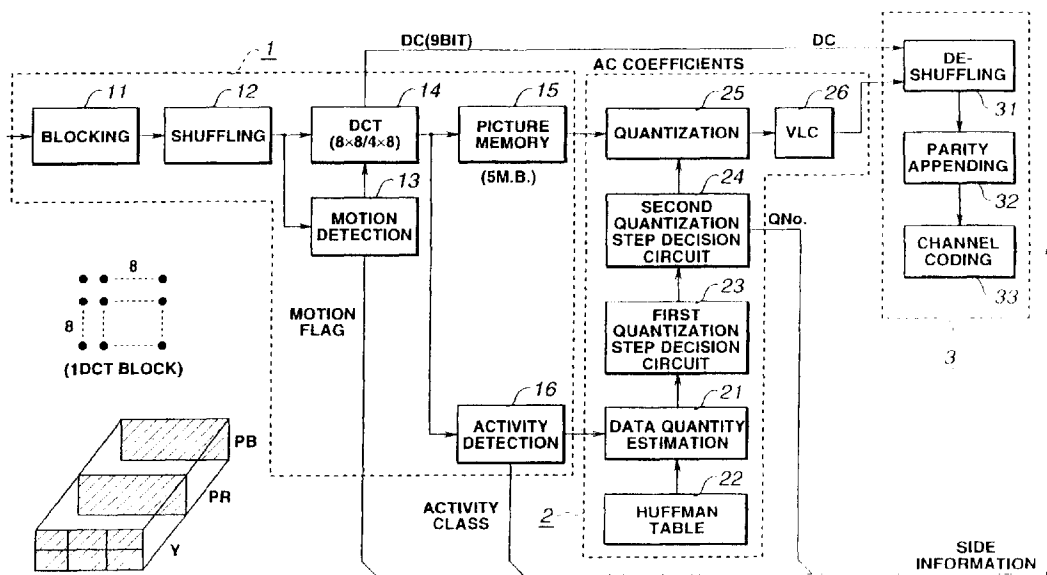 DC(9BIT)
DC
1
AC COEFFICIENTS
11
12
14
15
25
26
BLOCKING
SHUFFLING
DCT
(8×8/4×8)
PICTURE
MEMORY
(5M.B.)
QUANTIZATION
VLC
DE-
SHUFFLING
31
PARITY
APPENDING
32
CHANNEL
CODING
33
3
13
MOTION
DETECTION
24
SECOND
QUANTIZATION
STEP DECISION
CIRCUIT
QNo.
23
FIRST
QUANTIZATION
STEP DECISION
CIRCUIT
8
8
(1DCT BLOCK)
MOTION
FLAG
16
ACTIVITY
DETECTION
21
DATA QUANTITY
ESTIMATION
22
HUFFMAN
TABLE
2
PB
PR
Y
ACTIVITY
CLASS
SIDE
INFORMATION